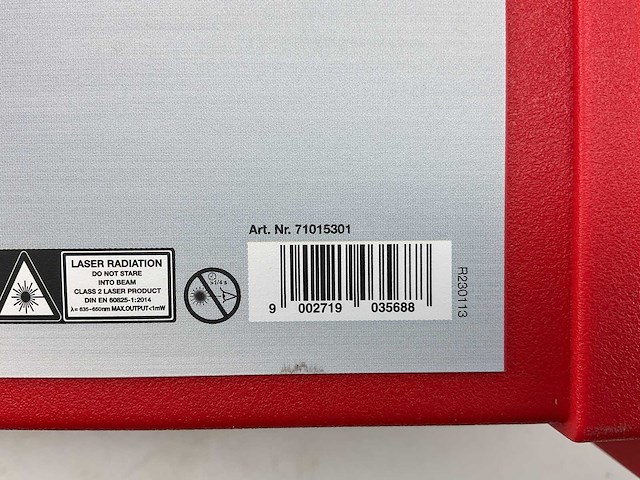 Art. Nr. 71015301
LASER RADIATION
DO NOT STARE
INTO BEAM
CLASS 2 LASER PRODUCT
DIN EN 60825-1:2014
λ= 635-650nm MAX.OUTPUT<1mW
9 002719 035688
R230113